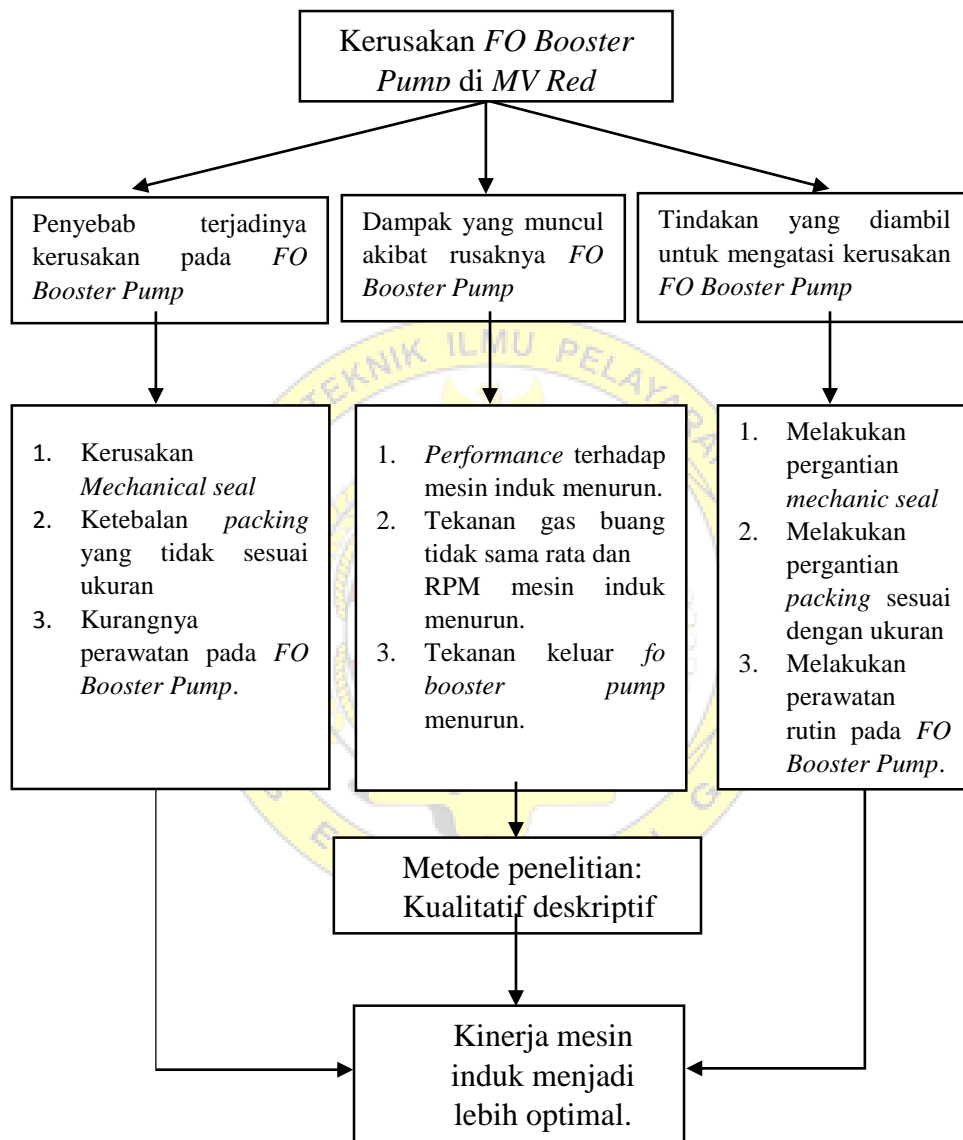 Kerusakan FO Booster
Pump di MV Red
Penyebab terjadinya
kerusakan pada FO
Booster Pump
Dampak yang muncul
akibat rusaknya FO
Booster Pump
Tindakan yang diambil
untuk mengatasi kerusakan
FO Booster Pump
TEKNIK ILMU PELAYARA
1. Kerusakan
Mechanical seal
2. Ketebalan packing
yang tidak sesuai
ukuran
3. Kurangnya
perawatan pada FO
Booster Pump.
1. Performance terhadap
mesin induk menurun.
2. Tekanan gas buang
tidak sama rata dan
RPM mesin induk
menurun.
3. Tekanan keluar fo
booster pump
menurun.
1. Melakukan
pergantian
mechanic seal
2. Melakukan
pergantian
packing sesuai
dengan ukuran
3. Melakukan
perawatan
rutin pada FO
Booster Pump.
Metode penelitian:
Kualitatif deskriptif
Kinerja mesin
induk menjadi
lebih optimal.